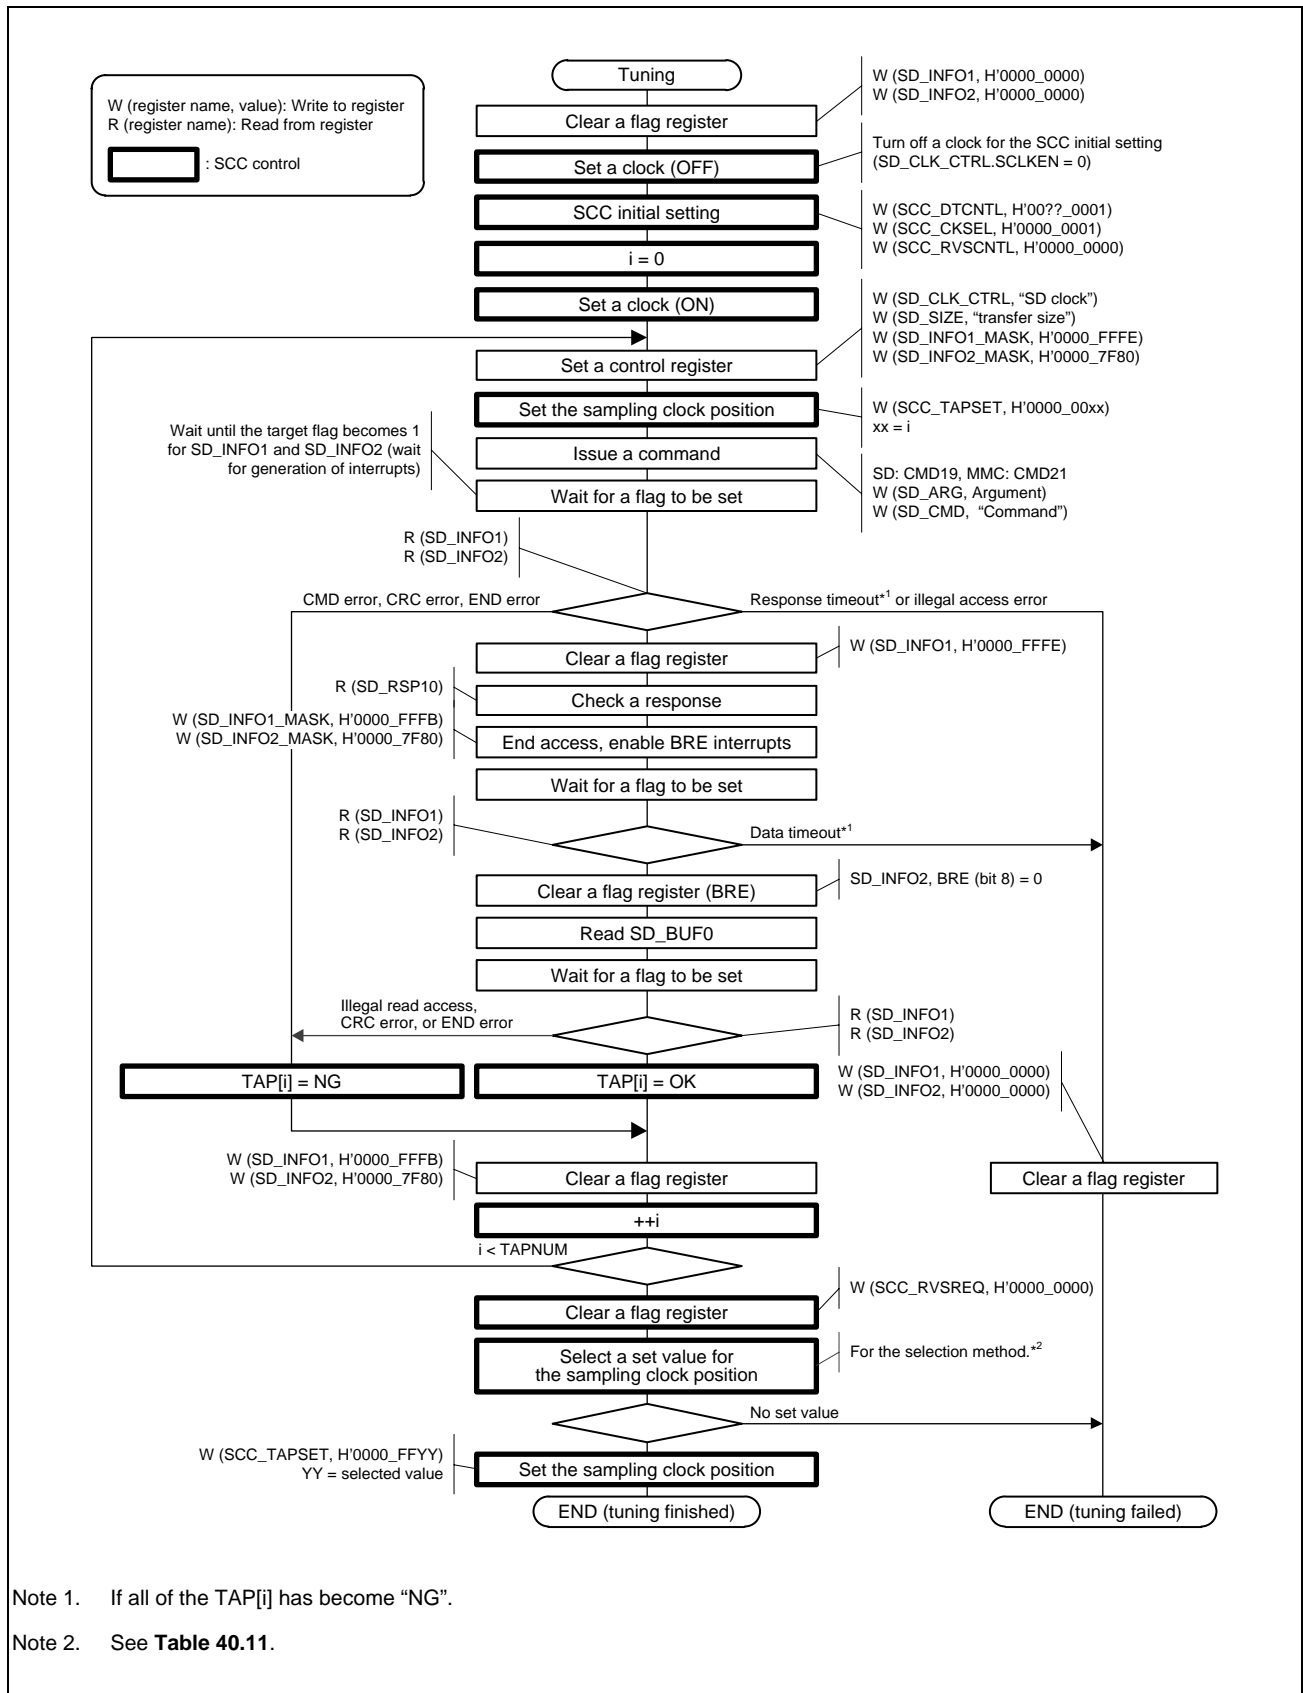 Tuning
W (SD_INFO1, H'0000_0000)
W (SD_INFO2, H'0000_0000)
W (register name, value): Write to register
R (register name): Read from register
: SCC control
Clear a flag register
Turn off a clock for the SCC initial setting
(SD_CLK_CTRL.SCLKEN = 0)
Set a clock (OFF)
SCC initial setting
W (SCC_DTCNTL, H'00??_0001)
W (SCC_CKSEL, H'0000_0001)
W (SCC_RVSCNTL, H'0000_0000)
i = 0
Set a clock (ON)
W (SD_CLK_CTRL, “SD clock”)
W (SD_SIZE, “transfer size”)
W (SD_INFO1_MASK, H'0000_FFFE)
W (SD_INFO2_MASK, H'0000_7F80)
Set a control register
Set the sampling clock position
W (SCC_TAPSET, H'0000_00xx)
xx = i
Wait until the target flag becomes 1
for SD_INFO1 and SD_INFO2 (wait
for generation of interrupts)
Issue a command
SD: CMD19, MMC: CMD21
W (SD_ARG, Argument)
W (SD_CMD, “Command”)
Wait for a flag to be set
R (SD_INFO1)
R (SD_INFO2)
CMD error, CRC error, END error
Response timeout*1 or illegal access error
Clear a flag register
W (SD_INFO1, H'0000_FFFE)
R (SD_RSP10)
Check a response
W (SD_INFO1_MASK, H'0000_FFFB)
W (SD_INFO2_MASK, H'0000_7F80)
End access, enable BRE interrupts
Wait for a flag to be set
R (SD_INFO1)
R (SD_INFO2)
Data timeout*1
Clear a flag register (BRE)
SD_INFO2, BRE (bit 8) = 0
Read SD_BUF0
Wait for a flag to be set
Illegal read access,
CRC error, or END error
R (SD_INFO1)
R (SD_INFO2)
TAP[i] = NG
TAP[i] = OK
W (SD_INFO1, H'0000_0000)
W (SD_INFO2, H'0000_0000)
W (SD_INFO1, H'0000_FFFB)
W (SD_INFO2, H'0000_7F80)
Clear a flag register
Clear a flag register
++i
i < TAPNUM
Clear a flag register
W (SCC_RVSREQ, H'0000_0000)
Select a set value for
the sampling clock position
For the selection method.*2
No set value
W (SCC_TAPSET, H'0000_FFYY)
YY = selected value
Set the sampling clock position
END (tuning finished)
END (tuning failed)
Note 1. If all of the TAP[i] has become “NG”.
Note 2. See Table 40.11.